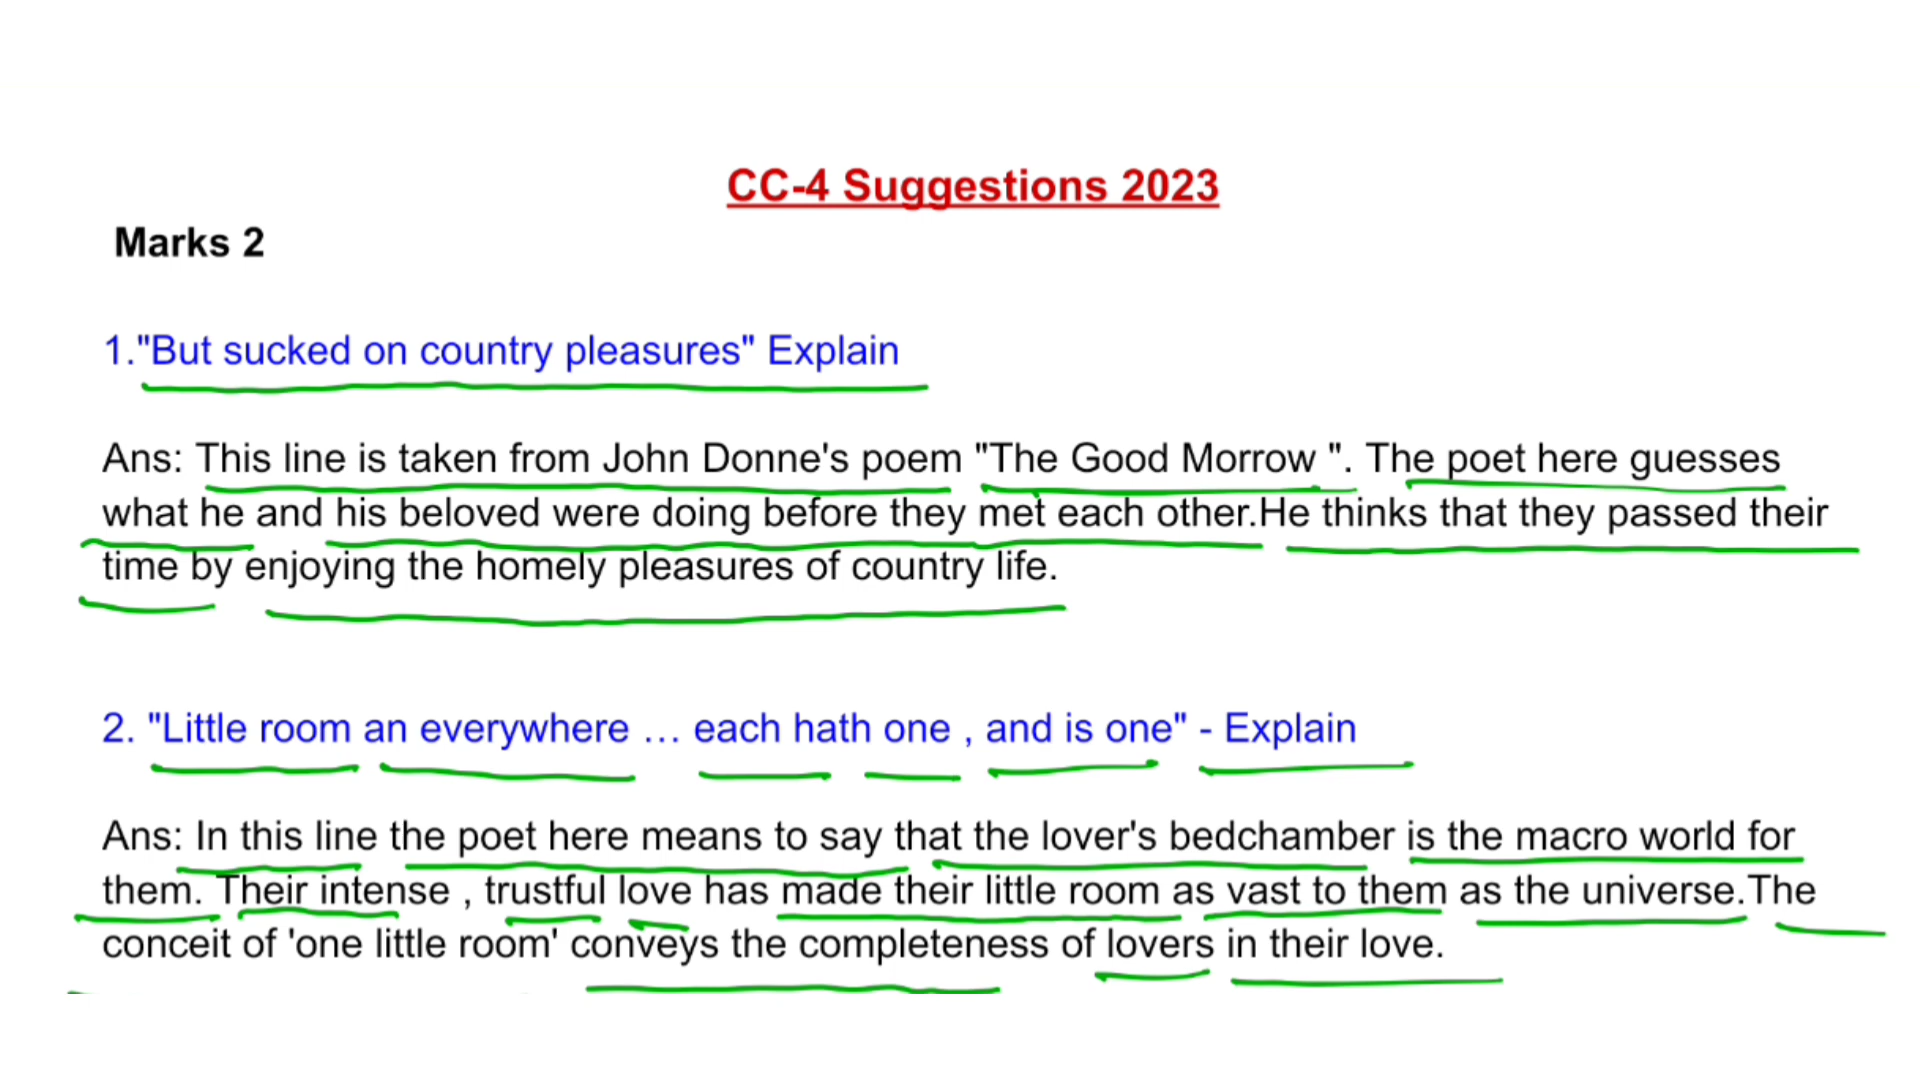 CC-4 Suggestions 2023
Marks 2
1."But sucked on country pleasures" Explain
Ans: This line is taken from John Donne's poem "The Good Morrow ". The poet here guesses
what he and his beloved were doing before they met each other.He thinks that they passed their
time by enjoying the homely pleasures of country life.
2. "Little room an everywhere … each hath one , and is one" - Explain
Ans: In this line the poet here means to say that the lover's bedchamber is the macro world for
them. Their intense , trustful love has made their little room as vast to them as the universe.The
conceit of 'one little room' conveys the completeness of lovers in their love.